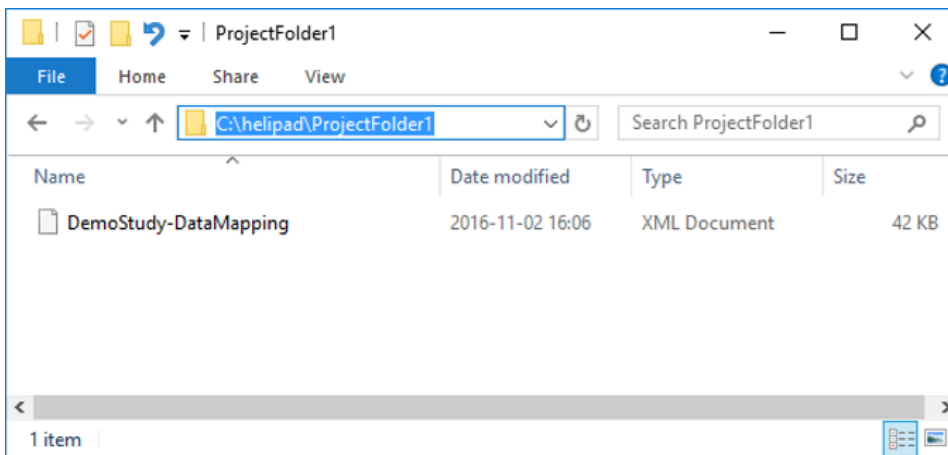 ProjectFolder1
File Home Share View
C:\helipad\ProjectFolder1 Search ProjectFolder1
Name Date modified Type Size
DemoStudy-DataMapping 2016-11-02 16:06 XML Document 42 KB
1 item